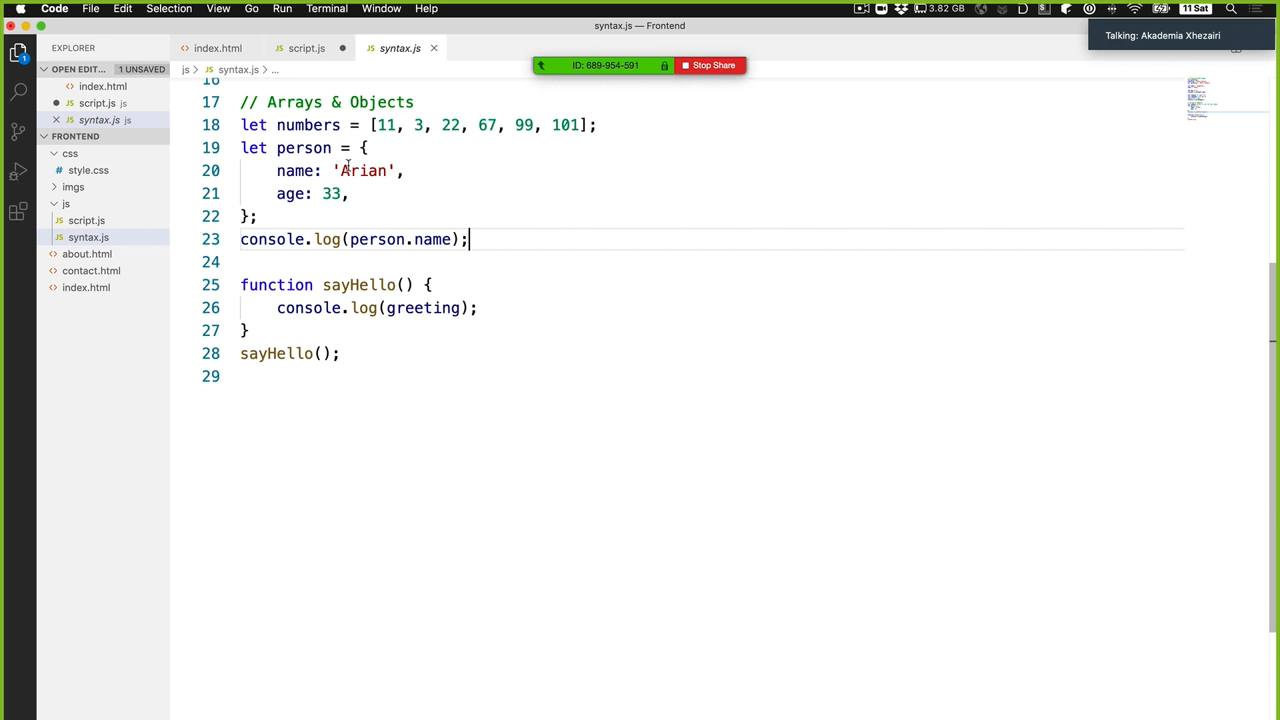 Code File Edit Selection View Go Run Terminal Window Help 3.82 GB 11 Sat
syntax.js — Frontend
Talking: Akademia Xhezairi
EXPLORER
index.html script.js syntax.js
ID: 689-954-591 Stop Share
OPEN EDIT... 1 UNSAVED
js > syntax.js > ...
index.html
script.js js
syntax.js js
FRONTEND
css
style.css
imgs
js
script.js
syntax.js
about.html
contact.html
index.html
1
16
17 // Arrays & Objects
18 let numbers = [11, 3, 22, 67, 99, 101];
19 let person = {
20 name: 'Arian',
21 age: 33,
22 };
23 console.log(person.name);
24
25 function sayHello() {
26 console.log(greeting);
27 }
28 sayHello();
29